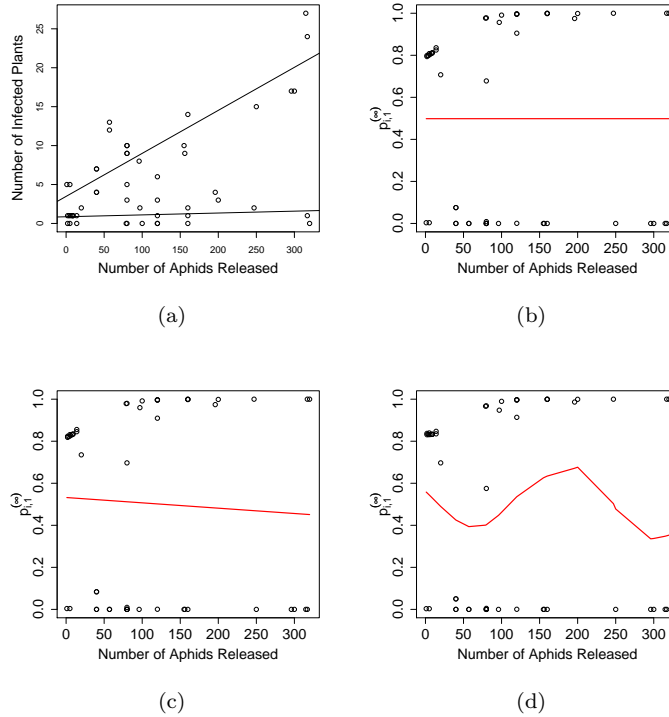 Number of Infected Plants
25
20
15
10
5
0
0 50 100 150 200 250 300
Number of Aphids Released
(a)
p_{i,1}^{(∞)}
1.0
0.8
0.6
0.4
0.2
0.0
0 50 100 150 200 250 300
Number of Aphids Released
(b)
p_{i,1}^{(∞)}
1.0
0.8
0.6
0.4
0.2
0.0
0 50 100 150 200 250 300
Number of Aphids Released
(c)
p_{i,1}^{(∞)}
1.0
0.8
0.6
0.4
0.2
0.0
0 50 100 150 200 250 300
Number of Aphids Released
(d)